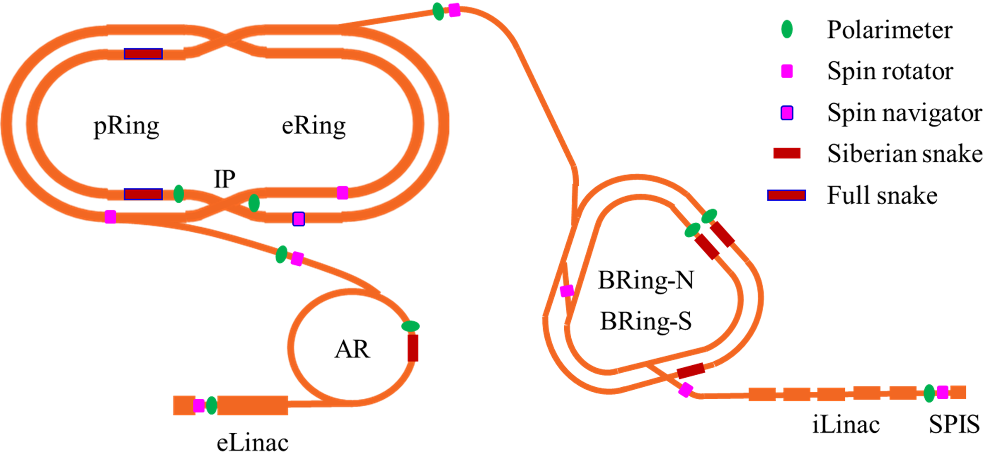 Polarimeter
Spin rotator
Spin navigator
Siberian snake
Full snake
pRing
eRing
IP
BRing-N
BRing-S
AR
eLinac
iLinac
SPIS